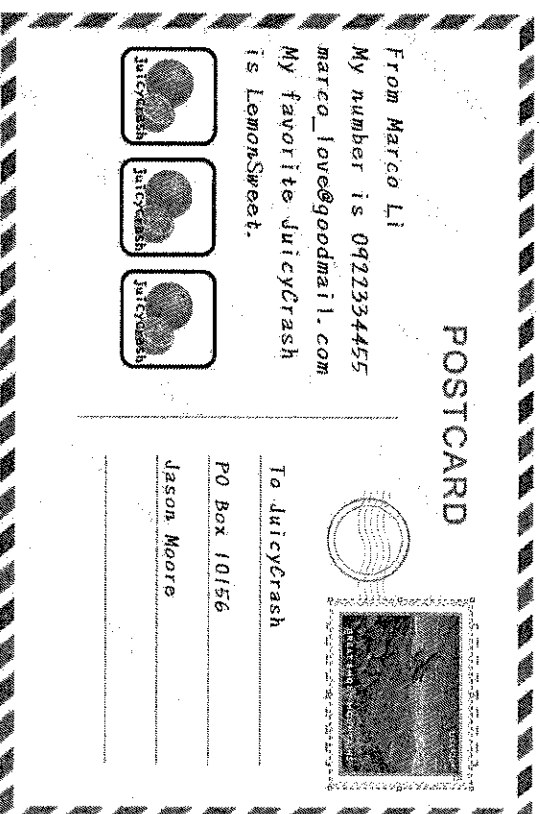 POSTCARD
From Marco Li
My number is 0922334455
marco_love@goodmail.com
My favorite JuicyCrash
is LemonSweet.
JuicyCrash
JuicyCrash
JuicyCrash
To JuicyCrash
PO Box 10156
Jason Moore